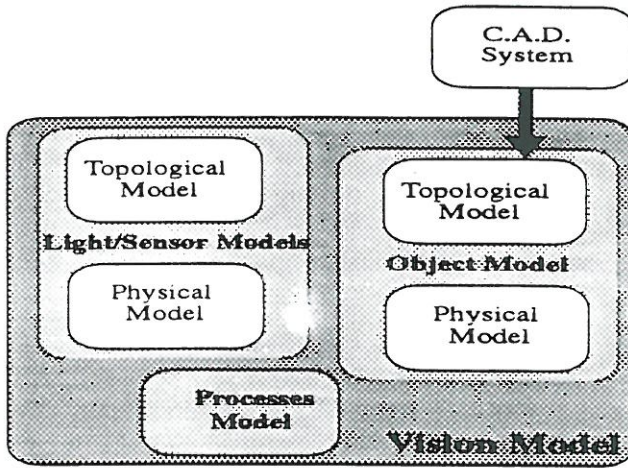 C.A.D.
System
Topological
Model
Light/Sensor Models
Physical
Model
Topological
Model
Object Model
Physical
Model
Processes
Model
Vision Model